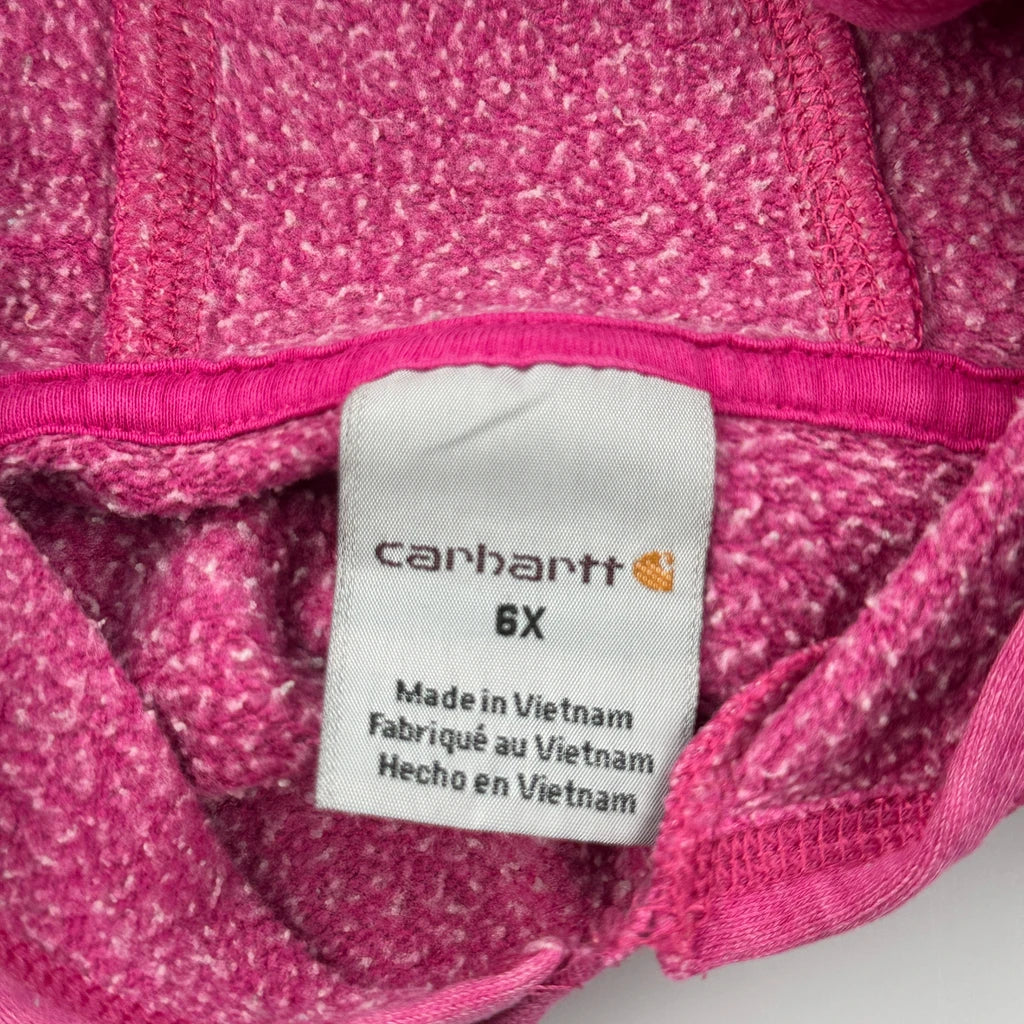 carhartt
6X
Made in Vietnam
Fabriqué au Vietnam
Hecho en Vietnam